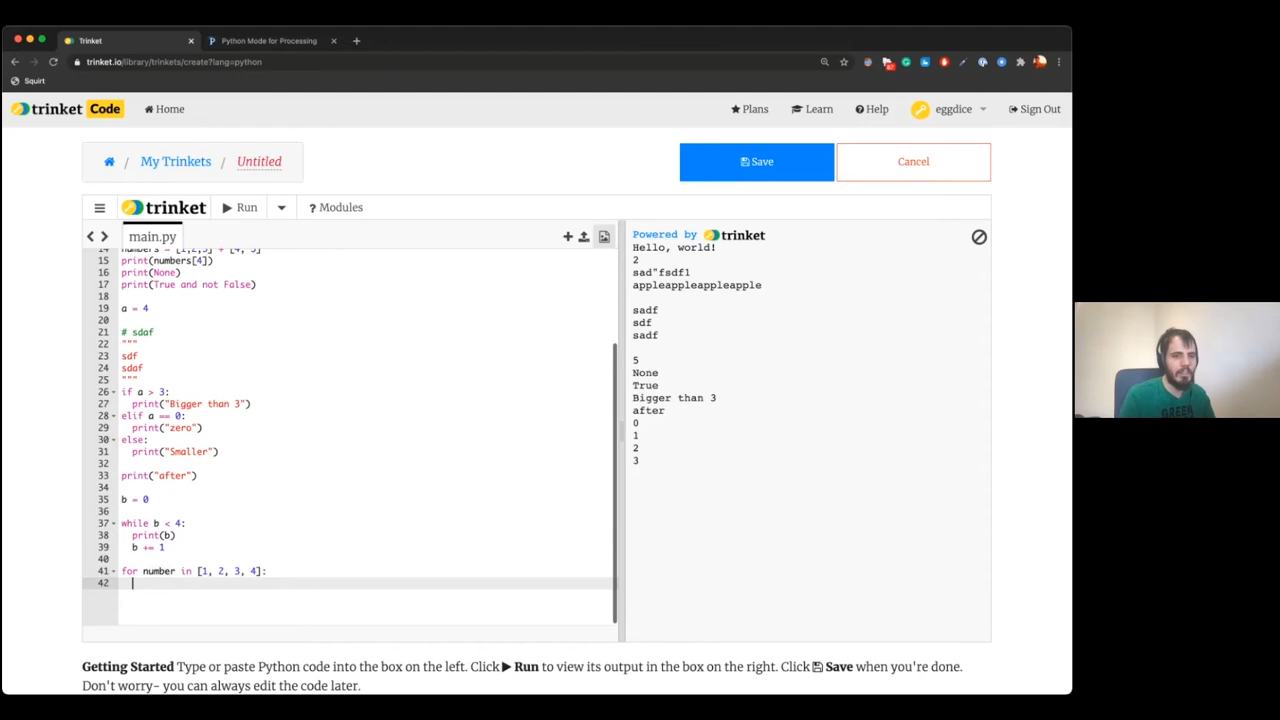 Trinket
Python Mode for Processing
trinket.io/library/trinkets/create?lang=python
Squirt
trinket Code Home
Plans Learn Help eggdice Sign Out
/ My Trinkets / Untitled
Save Cancel
trinket Run ? Modules
main.py
14 numbers = [1,2,3] + [4, 5]
15 print(numbers[4])
16 print(None)
17 print(True and not False)
18
19 a = 4
20
21 # sdaf
22 """
23 sdf
24 sdaf
25 """
26 if a > 3:
27 print("Bigger than 3")
28 elif a == 0:
29 print("zero")
30 else:
31 print("Smaller")
32
33 print("after")
34
35 b = 0
36
37 while b < 4:
38 print(b)
39 b += 1
40
41 for number in [1, 2, 3, 4]:
42
Powered by trinket
Hello, world!
2
sad"fsdf1
appleappleappleapple
sadf
sdf
sadf
5
None
True
Bigger than 3
after
0
1
2
3
Getting Started Type or paste Python code into the box on the left. Click Run to view its output in the box on the right. Click Save when you're done.
Don't worry- you can always edit the code later.
GREEN